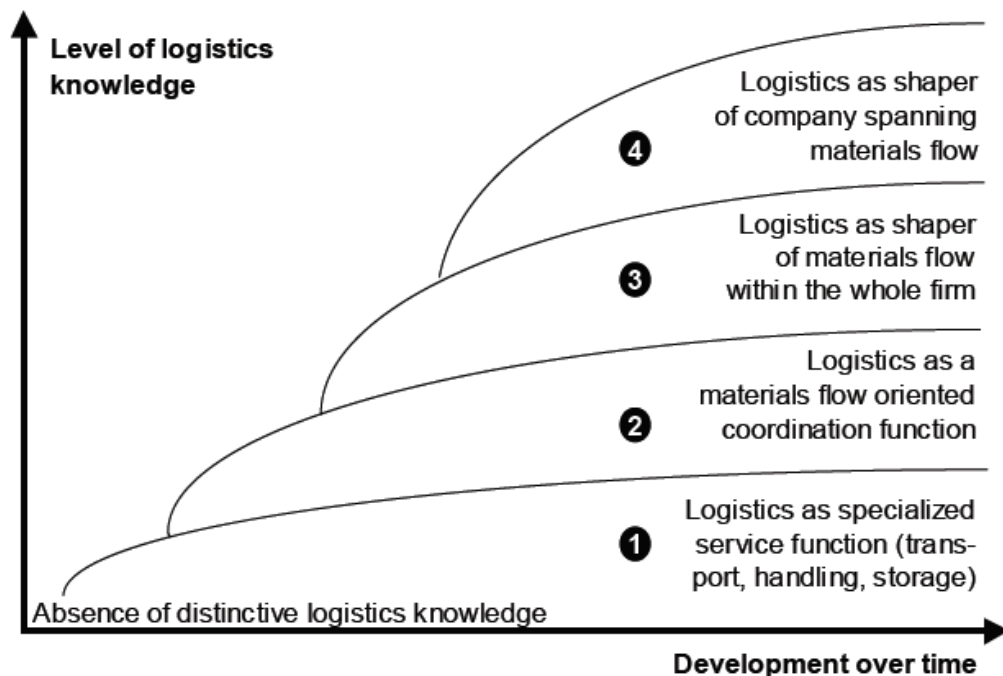 Level of logistics
knowledge
Logistics as shaper
of company spanning
materials flow
4
Logistics as shaper
of materials flow
within the whole firm
3
Logistics as a
materials flow oriented
coordination function
2
Logistics as specialized
service function (trans-
port, handling, storage)
1
Absence of distinctive logistics knowledge
Development over time